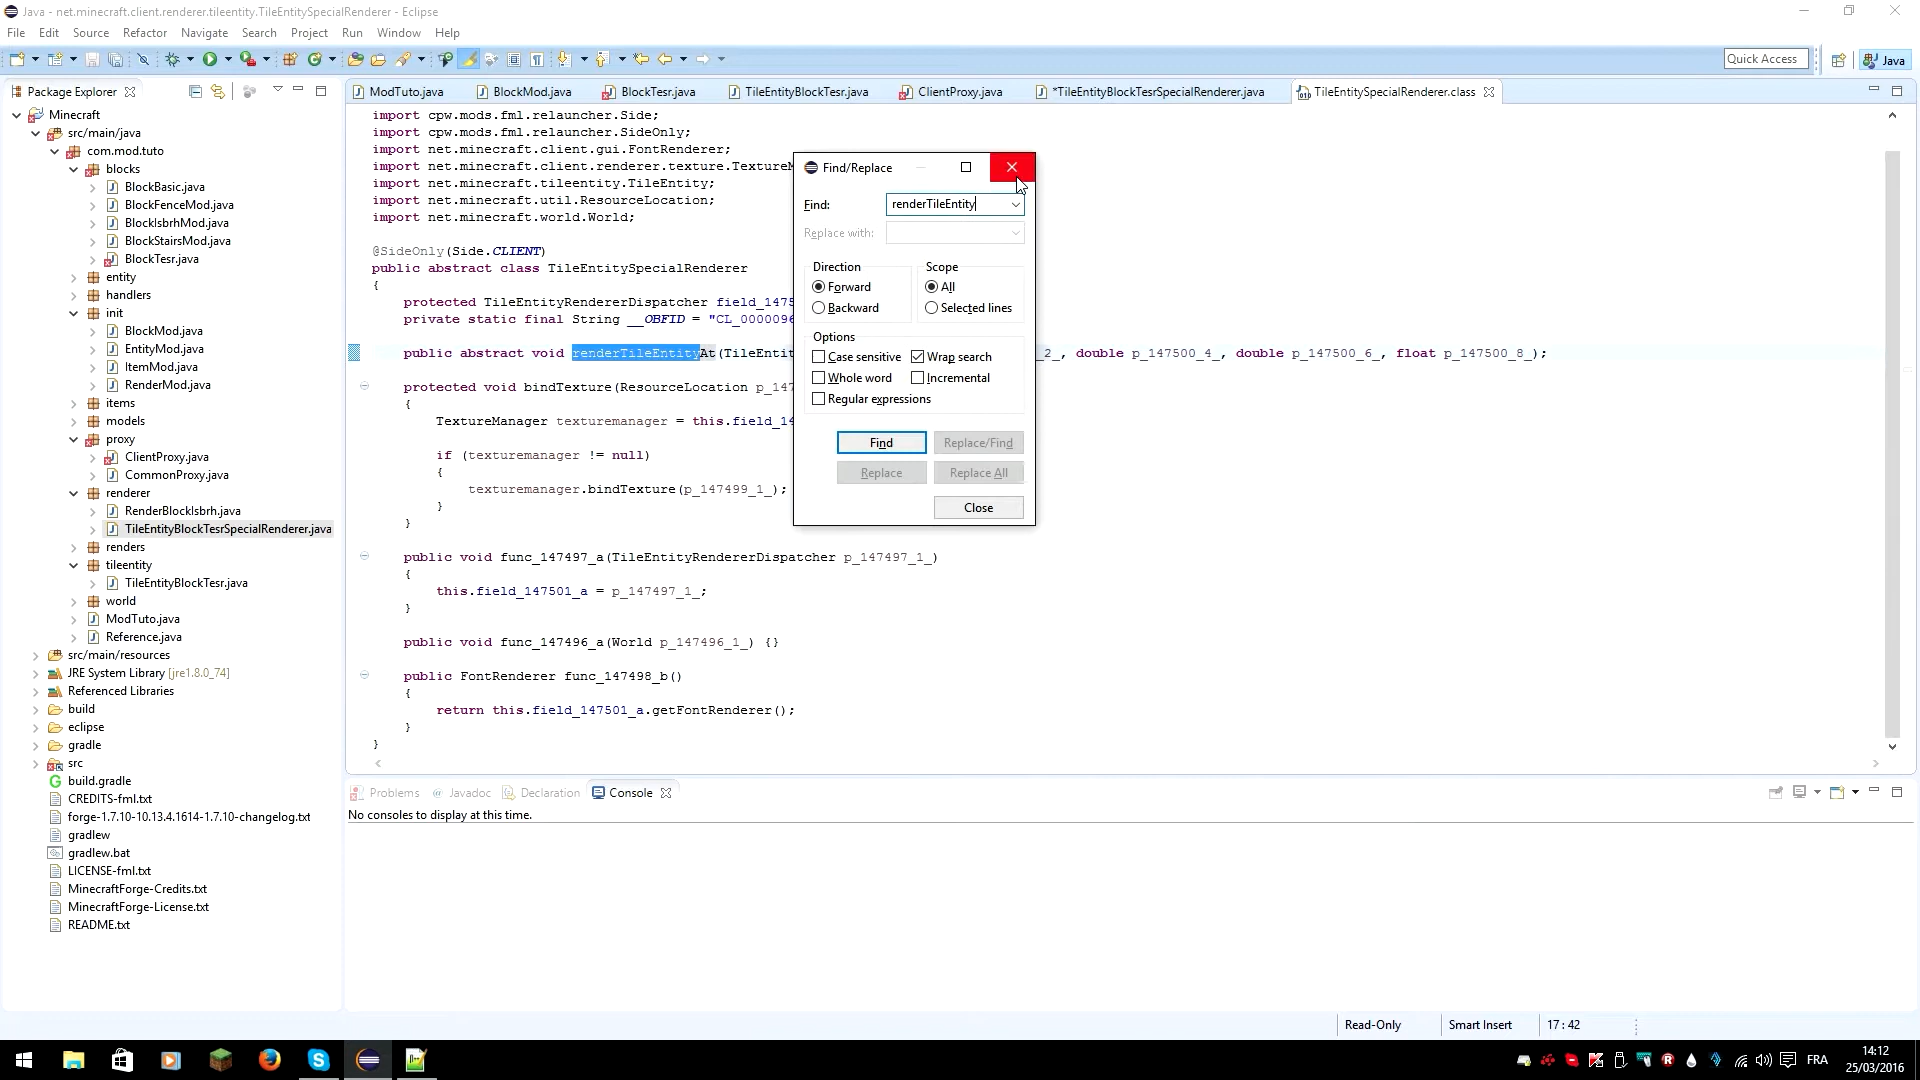 Java - net.minecraft.client.renderer.tileentity.TileEntitySpecialRenderer - Eclipse
File Edit Source Refactor Navigate Search Project Run Window Help
Quick Access
Java
Package Explorer
ModTuto.java
BlockMod.java
BlockTesr.java
TileEntityBlockTesr.java
ClientProxy.java
*TileEntityBlockTesrSpecialRenderer.java
TileEntitySpecialRenderer.class
Minecraft
src/main/java
com.mod.tuto
blocks
BlockBasic.java
BlockFenceMod.java
BlockIsbrhMod.java
BlockStairsMod.java
BlockTesr.java
entity
handlers
init
BlockMod.java
EntityMod.java
ItemMod.java
RenderMod.java
items
models
proxy
ClientProxy.java
CommonProxy.java
renderer
RenderBlockIsbrh.java
TileEntityBlockTesrSpecialRenderer.java
renders
tileentity
TileEntityBlockTesr.java
world
ModTuto.java
Reference.java
src/main/resources
JRE System Library [jre1.8.0_74]
Referenced Libraries
build
eclipse
gradle
src
build.gradle
CREDITS-fml.txt
forge-1.7.10-10.13.4.1614-1.7.10-changelog.txt
gradlew
gradlew.bat
LICENSE-fml.txt
MinecraftForge-Credits.txt
MinecraftForge-License.txt
README.txt
import cpw.mods.fml.relauncher.Side;
import cpw.mods.fml.relauncher.SideOnly;
import net.minecraft.client.gui.FontRenderer;
import net.minecraft.client.renderer.texture.TextureM
import net.minecraft.tileentity.TileEntity;
import net.minecraft.util.ResourceLocation;
import net.minecraft.world.World;
@SideOnly(Side.CLIENT)
public abstract class TileEntitySpecialRenderer
{
protected TileEntityRendererDispatcher field_1475
private static final String __OBFID = "CL_0000096
public abstract void renderTileEntityAt(TileEntit _2_, double p_147500_4_, double p_147500_6_, float p_147500_8_);
protected void bindTexture(ResourceLocation p_147
{
TextureManager texturemanager = this.field_14
if (texturemanager != null)
{
texturemanager.bindTexture(p_147499_1_);
}
}
public void func_147497_a(TileEntityRendererDispatcher p_147497_1_)
{
this.field_147501_a = p_147497_1_;
}
public void func_147496_a(World p_147496_1_) {}
public FontRenderer func_147498_b()
{
return this.field_147501_a.getFontRenderer();
}
}
Find/Replace
Find: renderTileEntity
Replace with:
Direction
Forward
Backward
Scope
All
Selected lines
Options
Case sensitive
Wrap search
Whole word
Incremental
Regular expressions
Find
Replace/Find
Replace
Replace All
Close
Problems
@ Javadoc
Declaration
Console
No consoles to display at this time.
Read-Only
Smart Insert
17 : 42
FRA
14:12
25/03/2016